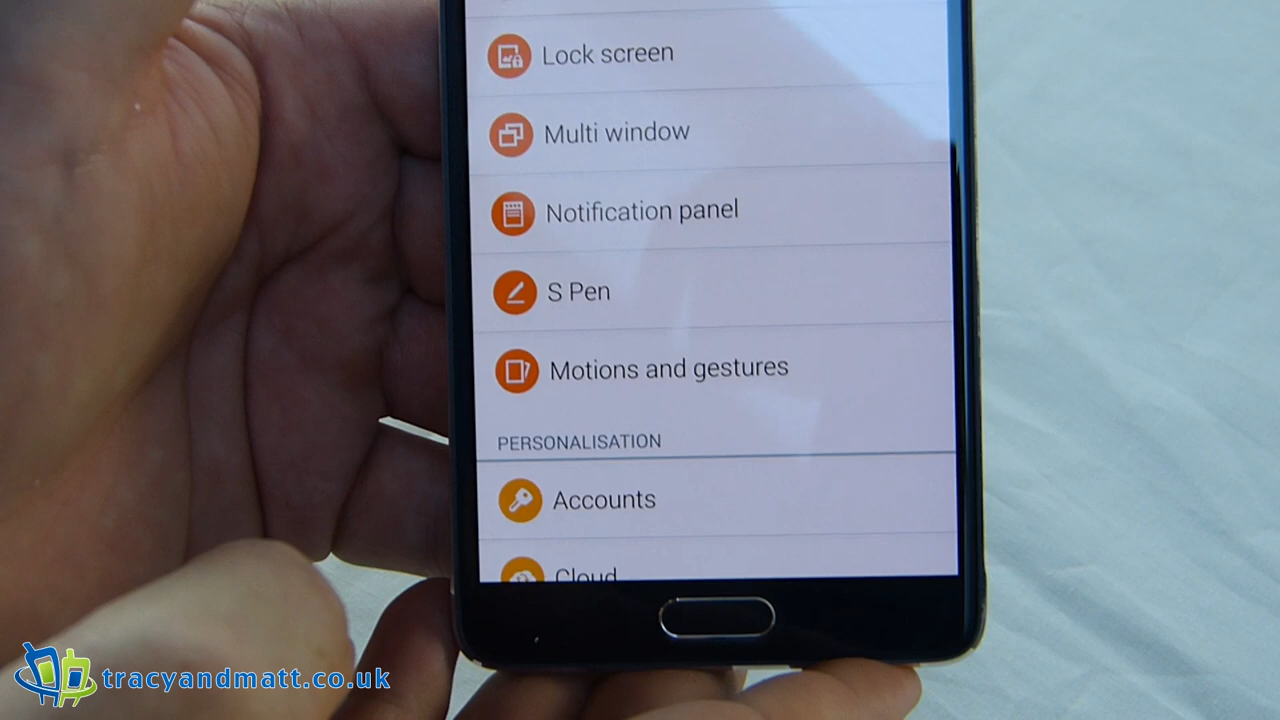 Lock screen
Multi window
Notification panel
S Pen
Motions and gestures
PERSONALISATION
Accounts
Cloud
tracyandmatt.co.uk